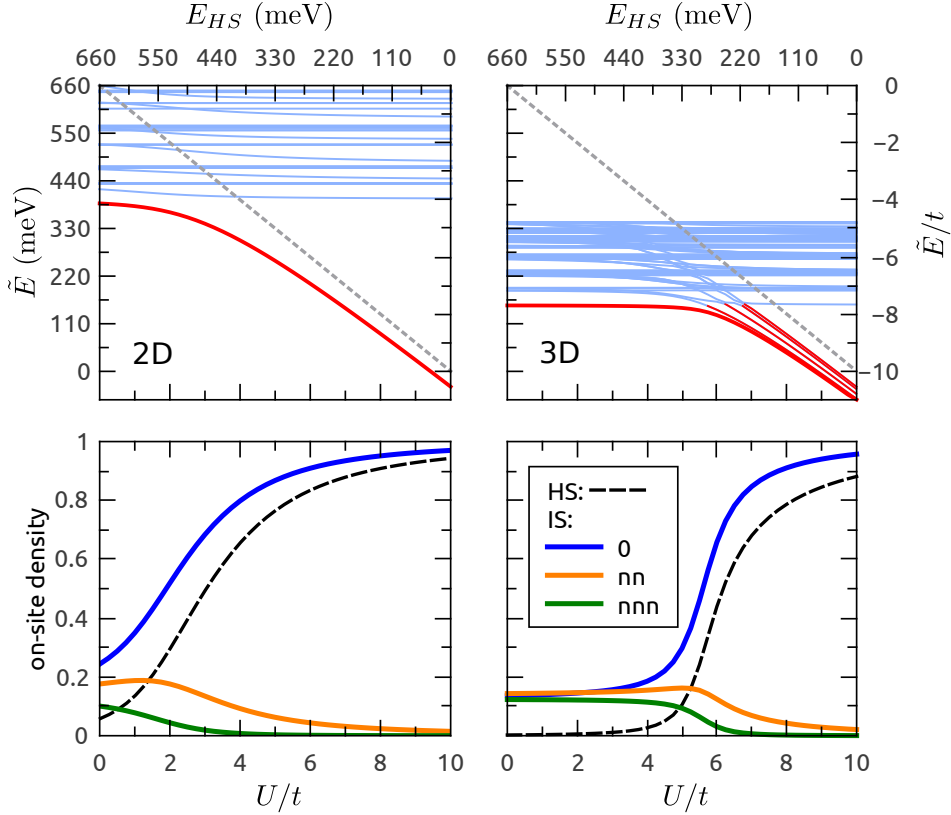 E_HS (meV) E_HS (meV)
660 550 440 330 220 110 0 660 550 440 330 220 110 0
660 0
550 −2
440 −4
330
Ẽ (meV) Ẽ/t
220 −6
110 −8
0 −10
2D 3D
1
0.8
0.6
0.4
0.2
0
on-site density
HS:
IS:
0
nn
nnn
0 2 4 6 8 10 0 2 4 6 8 10
U/t U/t